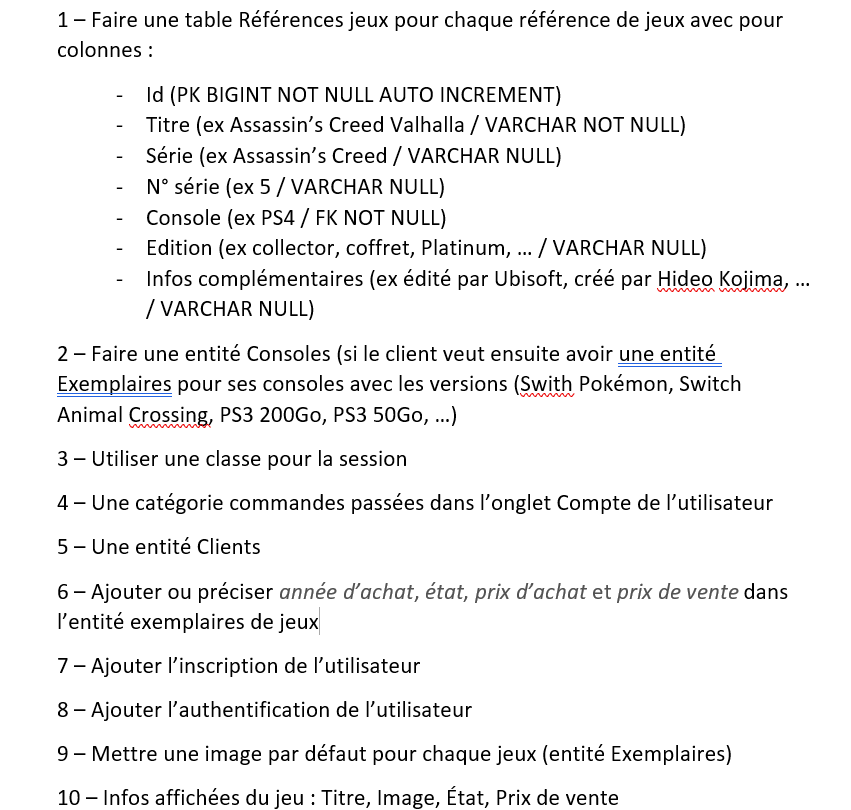 1 – Faire une table Références jeux pour chaque référence de jeux avec pour
colonnes :
- Id (PK BIGINT NOT NULL AUTO INCREMENT)
- Titre (ex Assassin’s Creed Valhalla / VARCHAR NOT NULL)
- Série (ex Assassin’s Creed / VARCHAR NULL)
- N° série (ex 5 / VARCHAR NULL)
- Console (ex PS4 / FK NOT NULL)
- Edition (ex collector, coffret, Platinum, … / VARCHAR NULL)
- Infos complémentaires (ex édité par Ubisoft, créé par Hideo Kojima, …
/ VARCHAR NULL)
2 – Faire une entité Consoles (si le client veut ensuite avoir une entité
Exemplaires pour ses consoles avec les versions (Swith Pokémon, Switch
Animal Crossing, PS3 200Go, PS3 50Go, …)
3 – Utiliser une classe pour la session
4 – Une catégorie commandes passées dans l’onglet Compte de l’utilisateur
5 – Une entité Clients
6 – Ajouter ou préciser année d’achat, état, prix d’achat et prix de vente dans
l’entité exemplaires de jeux
7 – Ajouter l’inscription de l’utilisateur
8 – Ajouter l’authentification de l’utilisateur
9 – Mettre une image par défaut pour chaque jeux (entité Exemplaires)
10 – Infos affichées du jeu : Titre, Image, État, Prix de vente